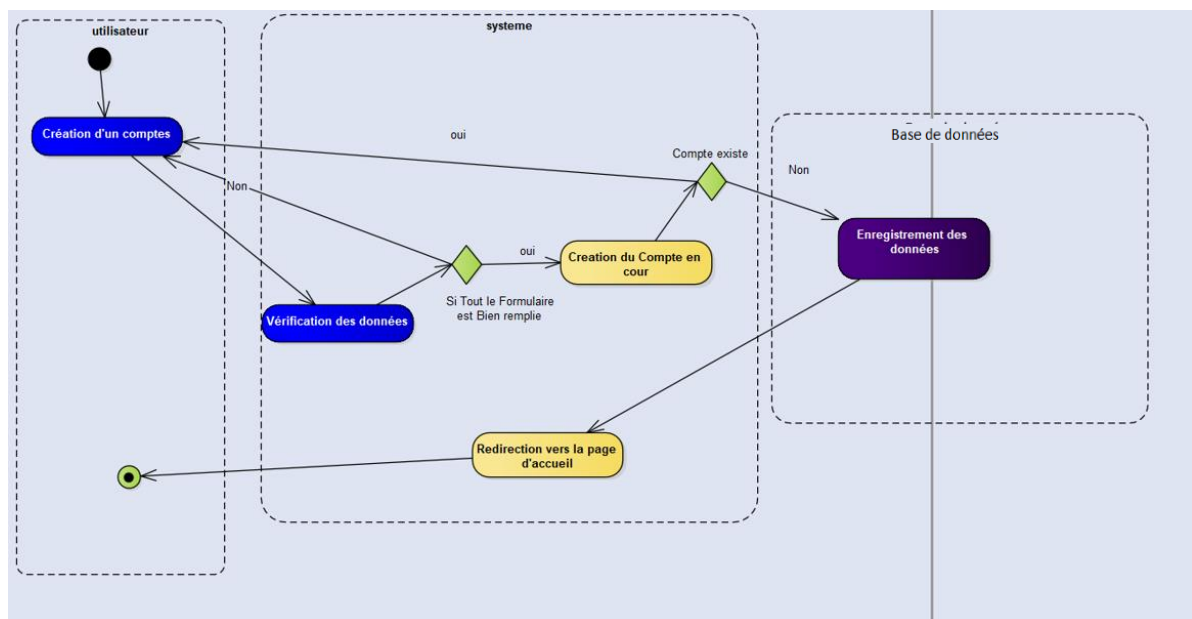 utilisateur
systeme
Base de données
Création d'un comptes
oui
Compte existe
Non
Non
Enregistrement des
données
oui
Creation du Compte en
cour
Si Tout le Formulaire
est Bien remplie
Vérification des données
Redirection vers la page
d'accueil